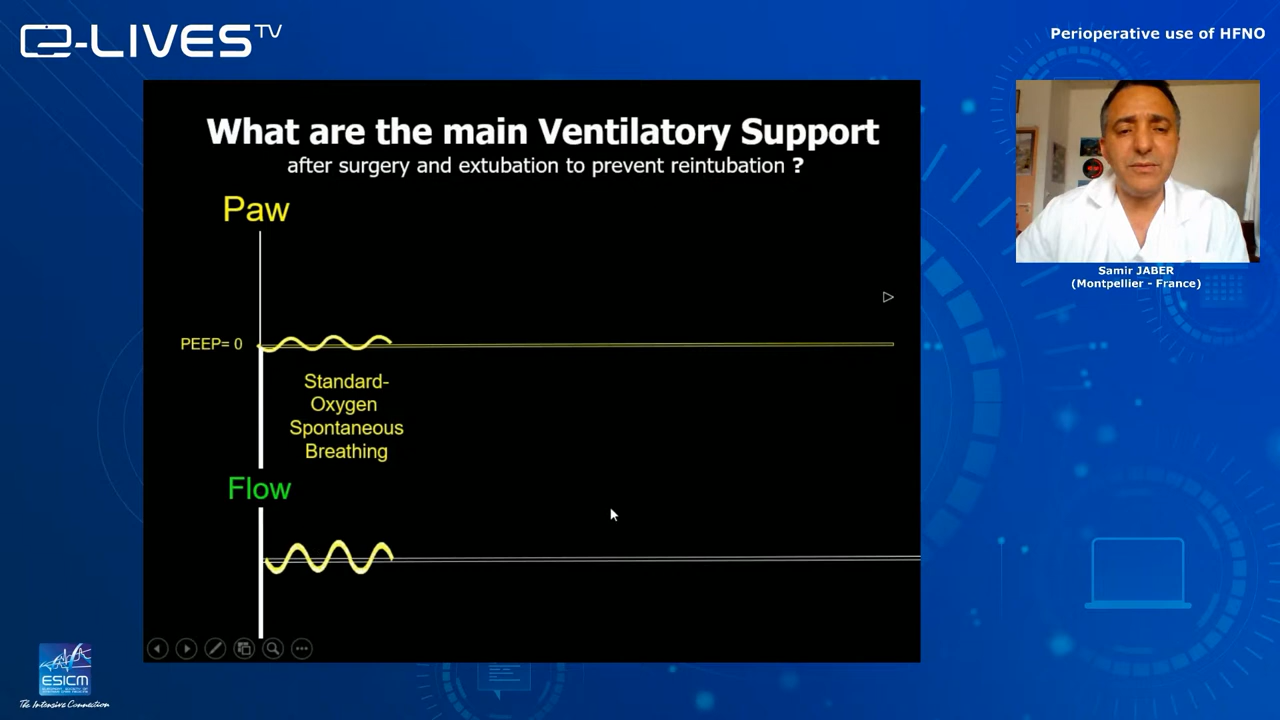 e-LIVES TV
Perioperative use of HFNO
What are the main Ventilatory Support
after surgery and extubation to prevent reintubation ?
Paw
PEEP= 0
Standard-
Oxygen
Spontaneous
Breathing
Flow
Samir JABER
(Montpellier - France)
ESICM
The Intensive Connection